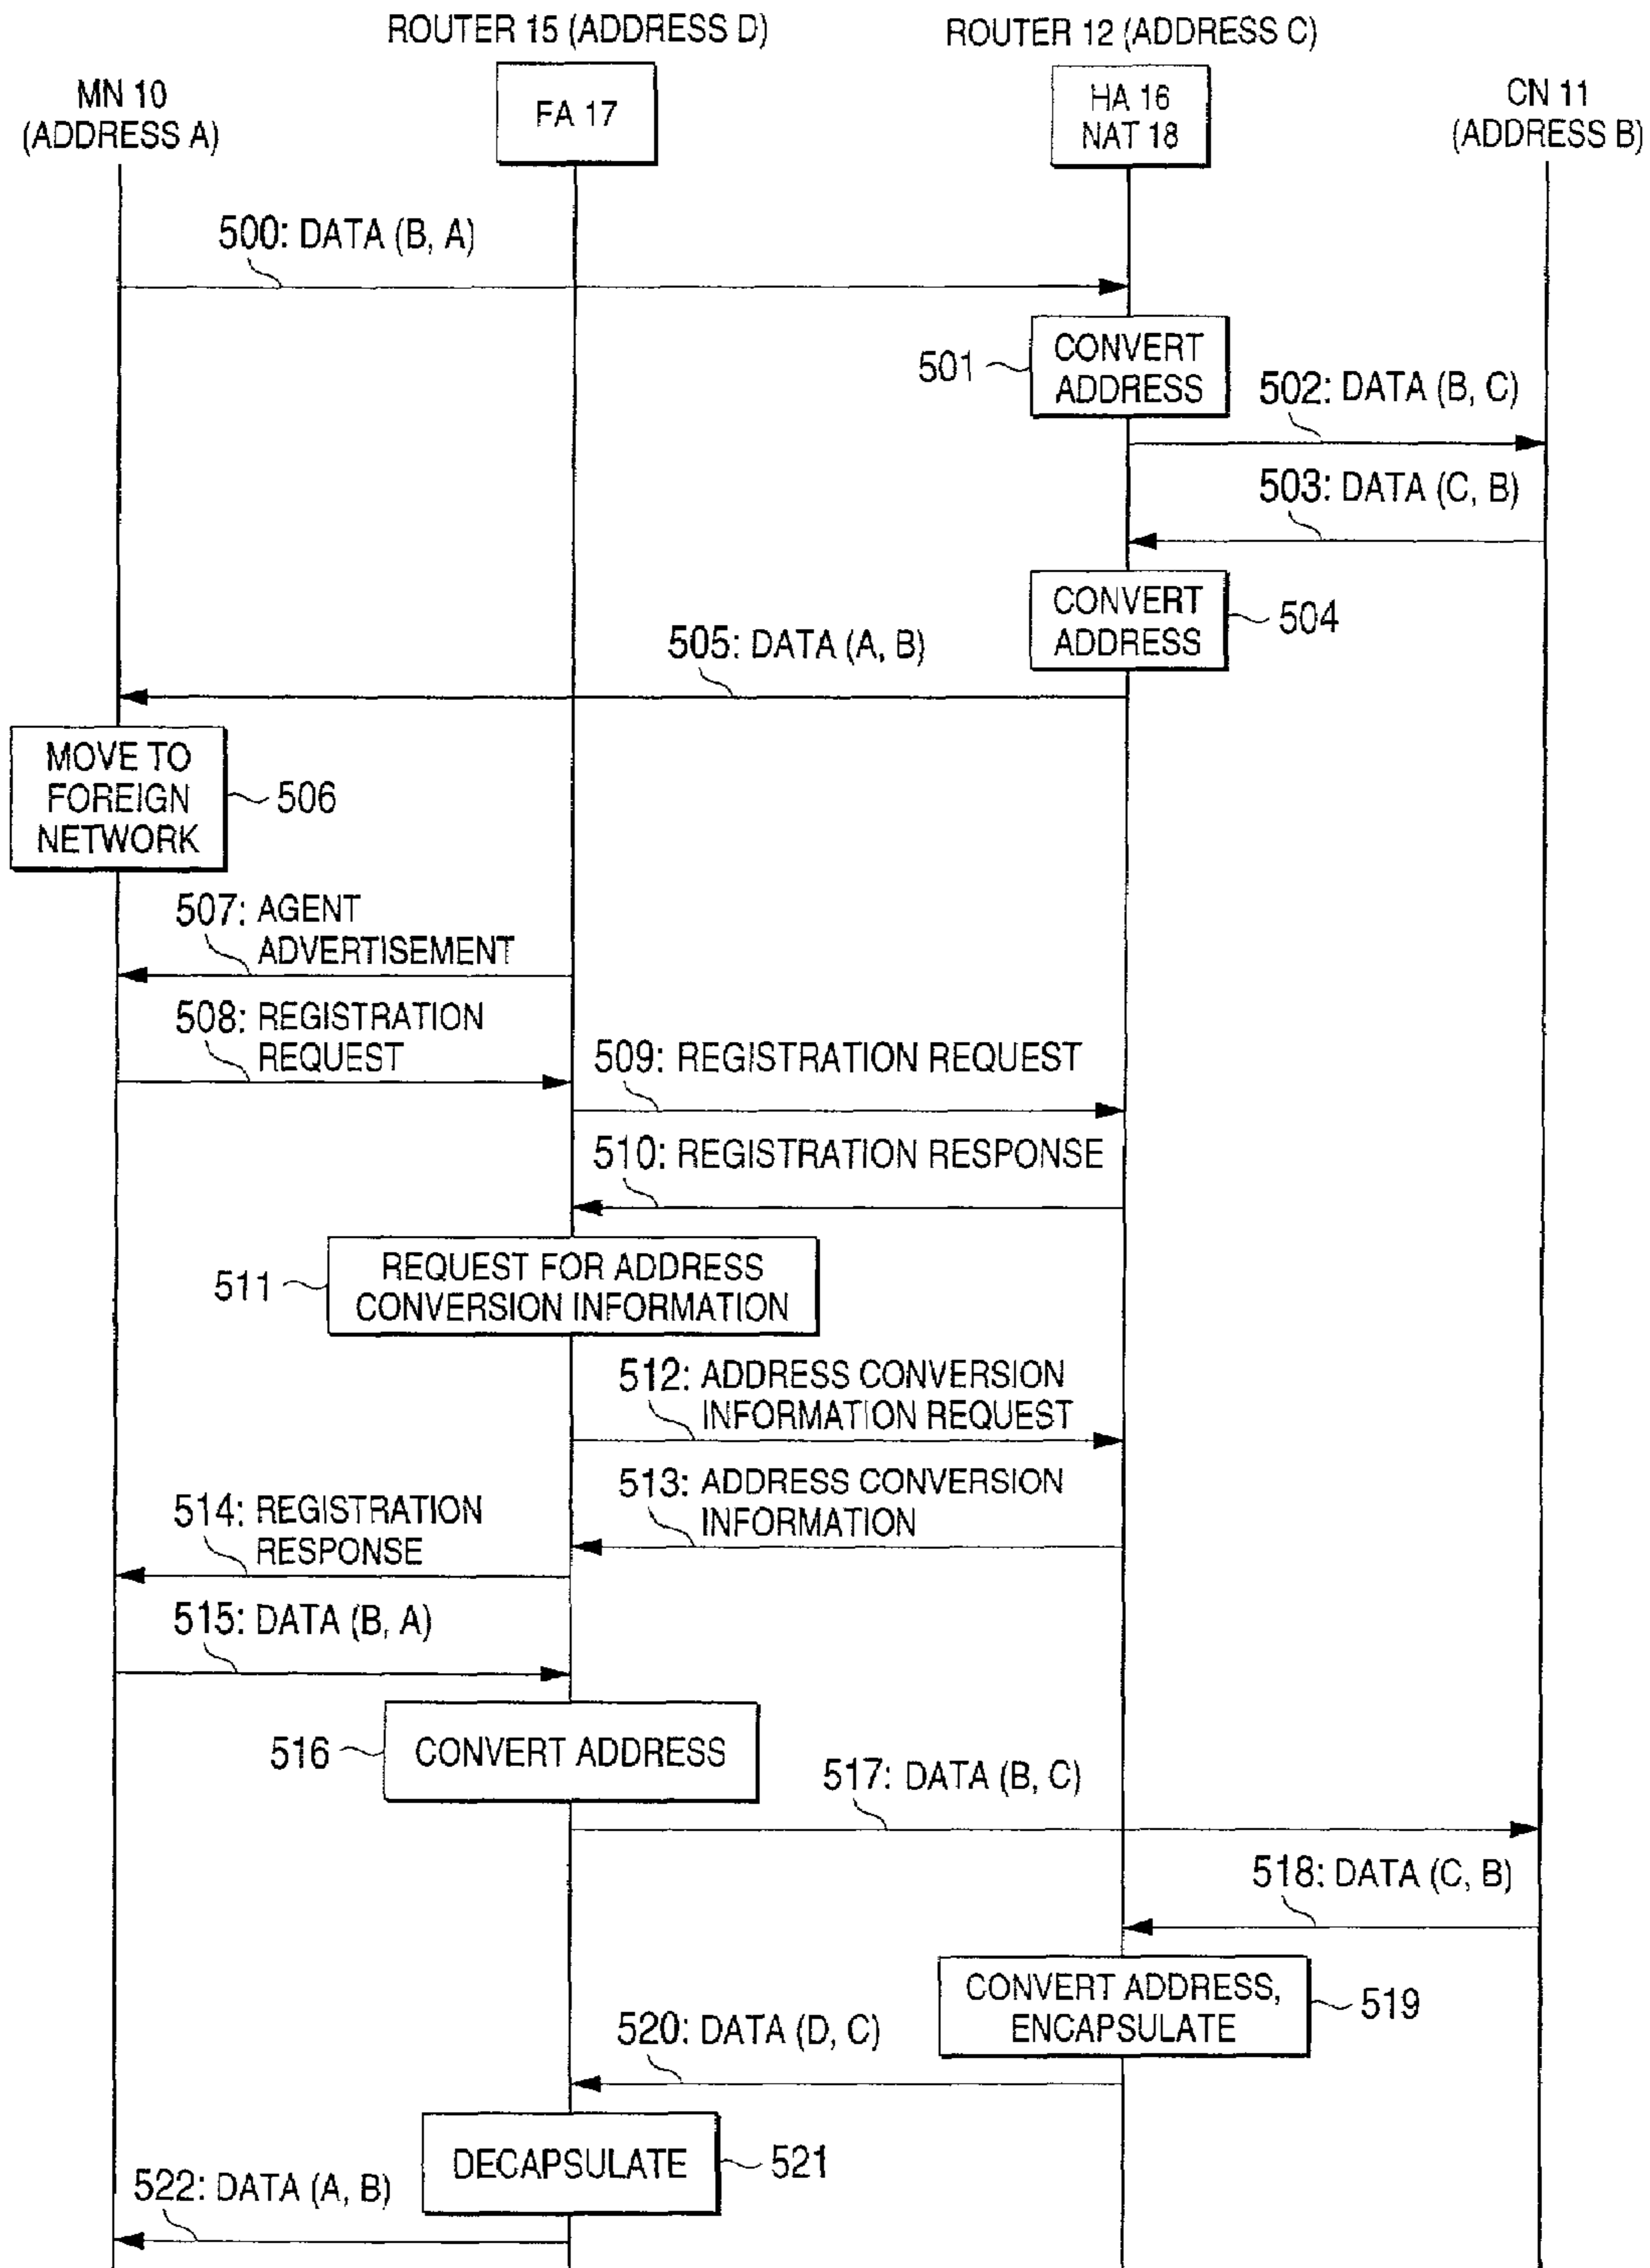 ROUTER 15 (ADDRESS D)
ROUTER 12 (ADDRESS C)
MN 10
(ADDRESS A)
FA 17
HA 16
NAT 18
CN 11
(ADDRESS B)
500: DATA (B, A)
501
CONVERT
ADDRESS
502: DATA (B, C)
503: DATA (C, B)
CONVERT
ADDRESS
504
505: DATA (A, B)
MOVE TO
FOREIGN
NETWORK
506
507: AGENT
ADVERTISEMENT
508: REGISTRATION
REQUEST
509: REGISTRATION REQUEST
510: REGISTRATION RESPONSE
511
REQUEST FOR ADDRESS
CONVERSION INFORMATION
512: ADDRESS CONVERSION
INFORMATION REQUEST
513: ADDRESS CONVERSION
INFORMATION
514: REGISTRATION
RESPONSE
515: DATA (B, A)
516
CONVERT ADDRESS
517: DATA (B, C)
518: DATA (C, B)
CONVERT ADDRESS,
ENCAPSULATE
519
520: DATA (D, C)
DECAPSULATE
521
522: DATA (A, B)